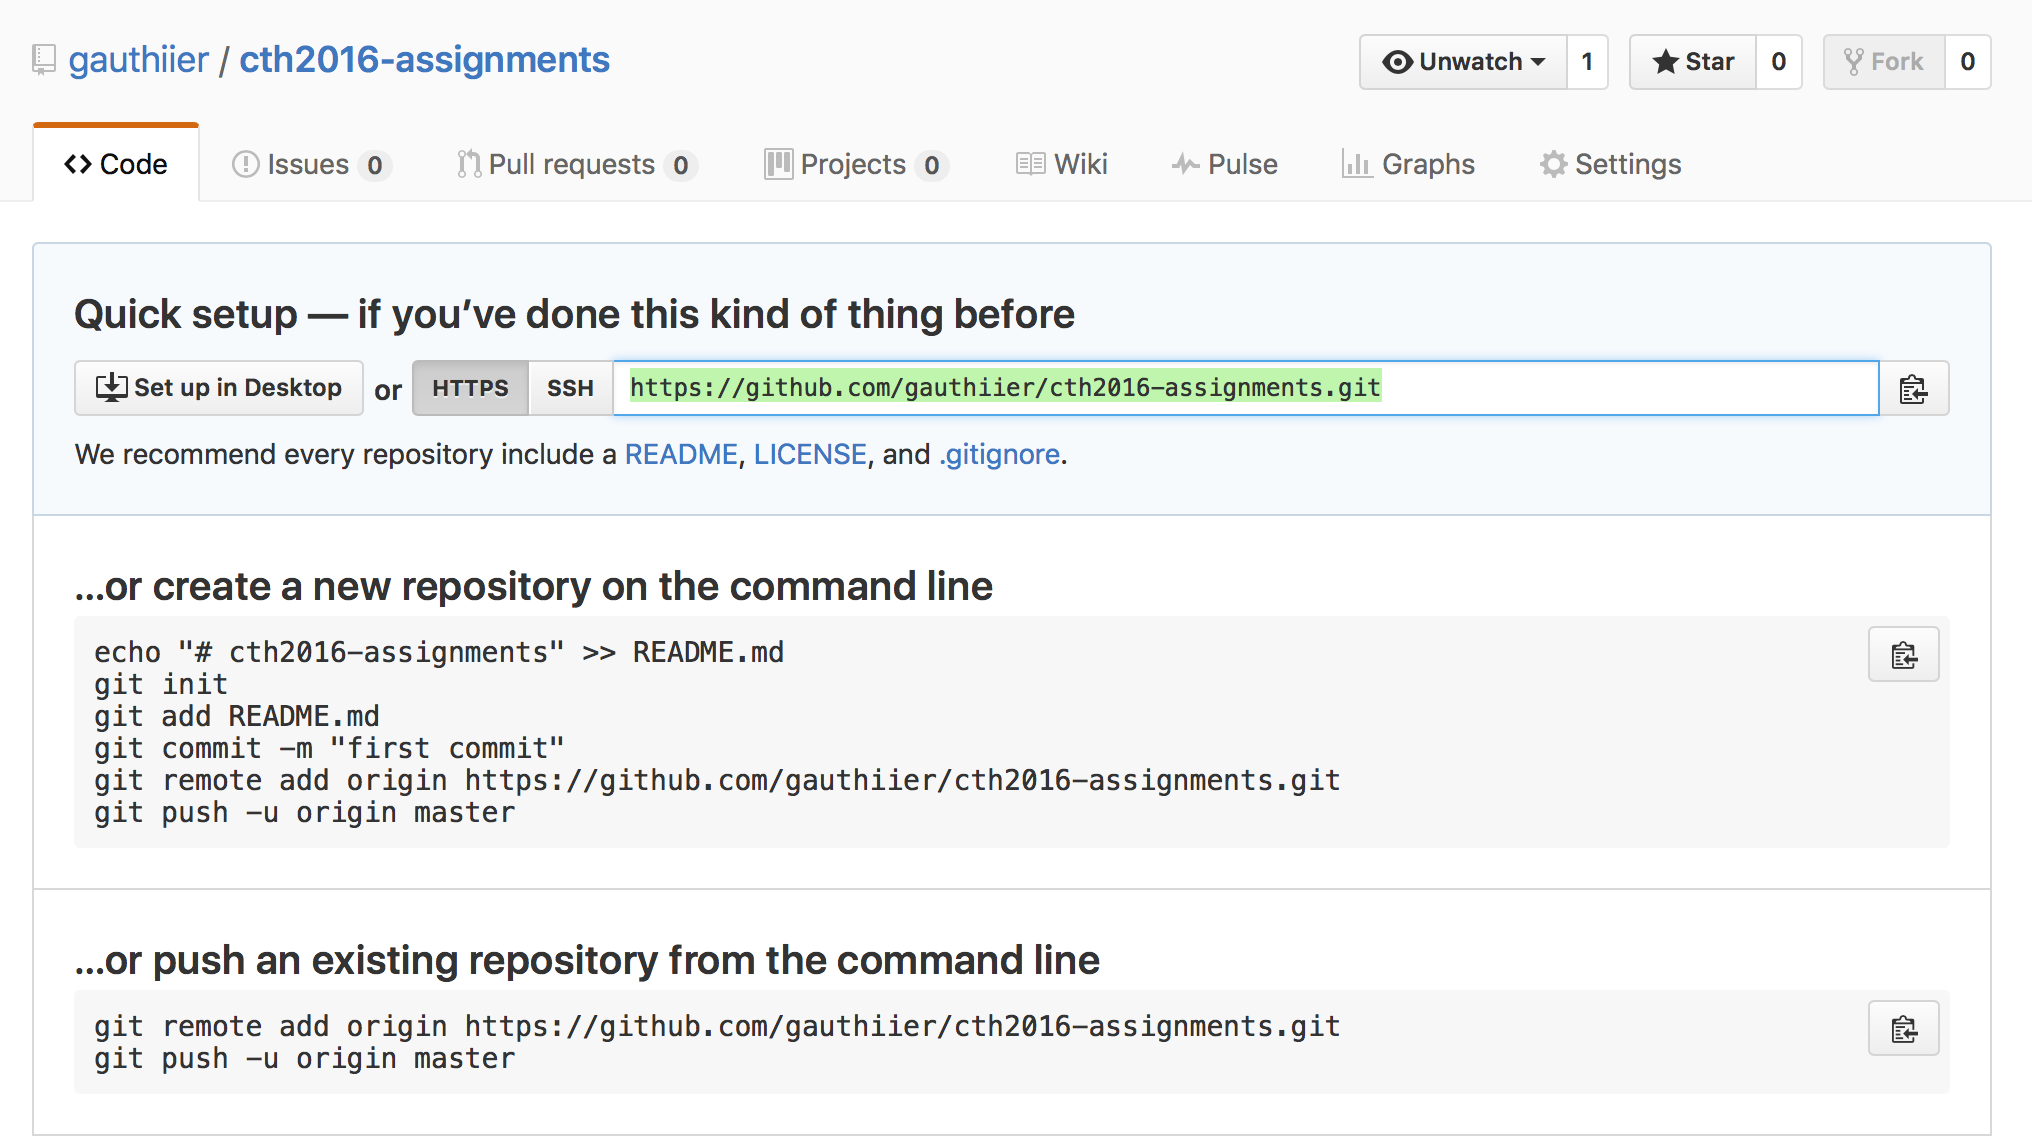 gauthiier / cth2016-assignments
Unwatch 1 Star 0 Fork 0
Code Issues 0 Pull requests 0 Projects 0 Wiki Pulse Graphs Settings
Quick setup — if you’ve done this kind of thing before
Set up in Desktop or HTTPS SSH https://github.com/gauthiier/cth2016-assignments.git
We recommend every repository include a README, LICENSE, and .gitignore.
…or create a new repository on the command line
echo "# cth2016-assignments" >> README.md
git init
git add README.md
git commit -m "first commit"
git remote add origin https://github.com/gauthiier/cth2016-assignments.git
git push -u origin master
…or push an existing repository from the command line
git remote add origin https://github.com/gauthiier/cth2016-assignments.git
git push -u origin master